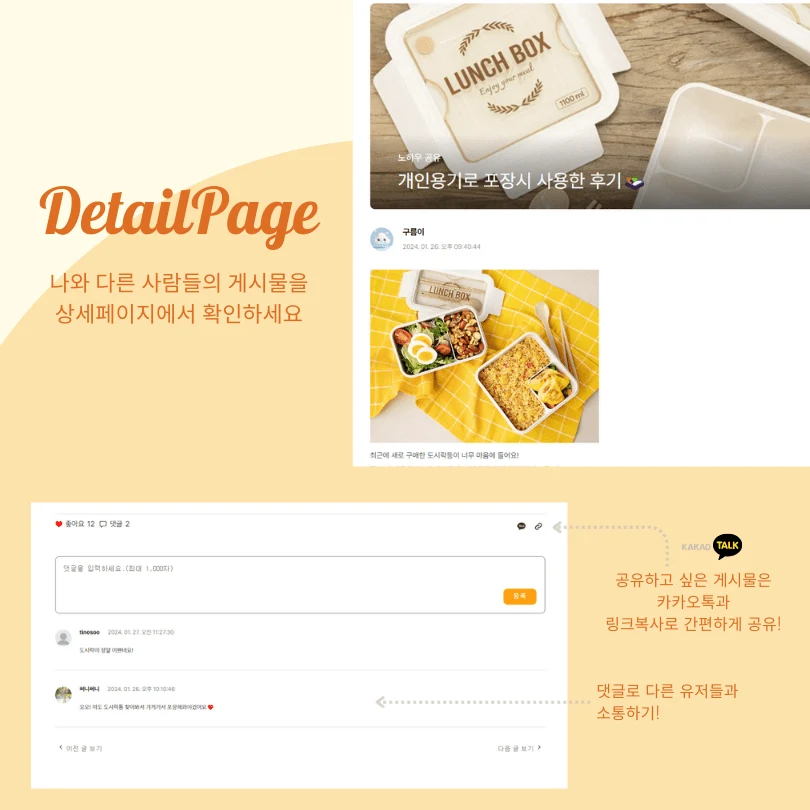 LUNCH BOX
Enjoy your meal
1100 ml
노하우 공유
개인용기로 포장시 사용한 후기
구름이
2024. 01. 26. 오후 09:40:44
DetailPage
나와 다른 사람들의 게시물을
상세페이지에서 확인하세요
LUNCH BOX
최근에 새로 구매한 도시락통이 너무 마음에 들어요!
좋아요 12 댓글 2
댓글을 입력하세요.(최대 1,000자)
등록
tinosoo 2024. 01. 27. 오전 11:27:30
도시락이 정말 이쁘네요!
써니써니 2024. 01. 26. 오후 10:10:46
오오! 저도 도시락통 찾아봐서 가게가서 포장해와야겠어요
이전 글 보기
다음 글 보기
KAKAO TALK
공유하고 싶은 게시물은
카카오톡과
링크복사로 간편하게 공유!
댓글로 다른 유저들과
소통하기!